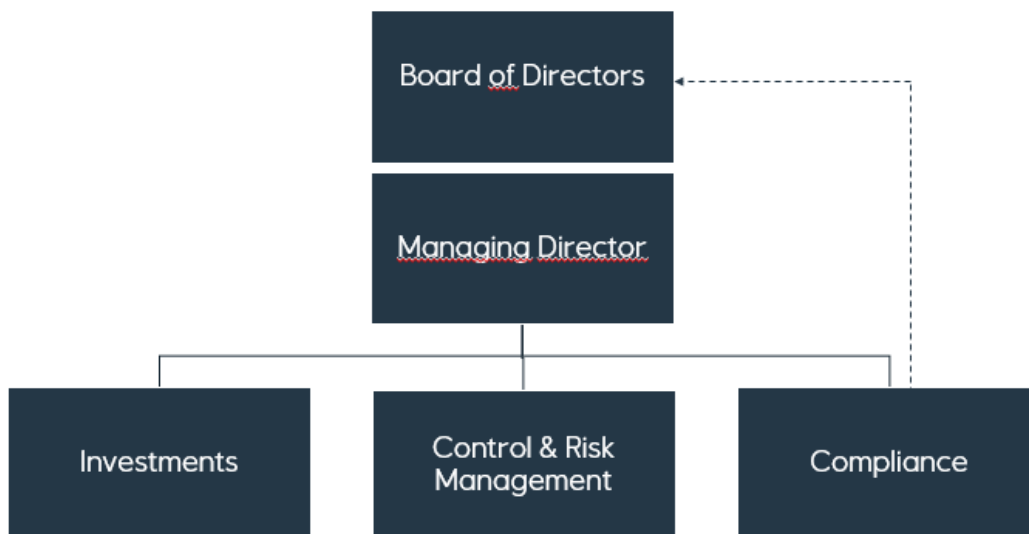 Board of Directors
Managing Director
Investments
Control & Risk
Management
Compliance